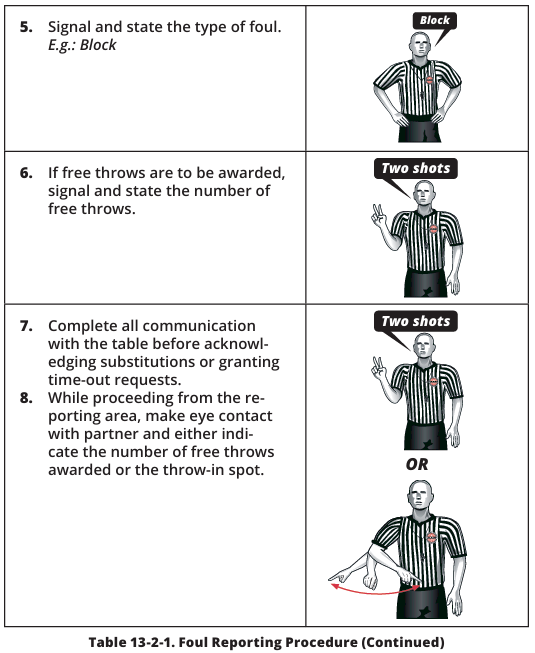 5. Signal and state the type of foul.
E.g.: Block
Block
6. If free throws are to be awarded,
signal and state the number of
free throws.
Two shots
7. Complete all communication
with the table before acknowl-
edging substitutions or granting
time-out requests.
8. While proceeding from the re-
porting area, make eye contact
with partner and either indi-
cate the number of free throws
awarded or the throw-in spot.
Two shots
OR
Table 13-2-1. Foul Reporting Procedure (Continued)